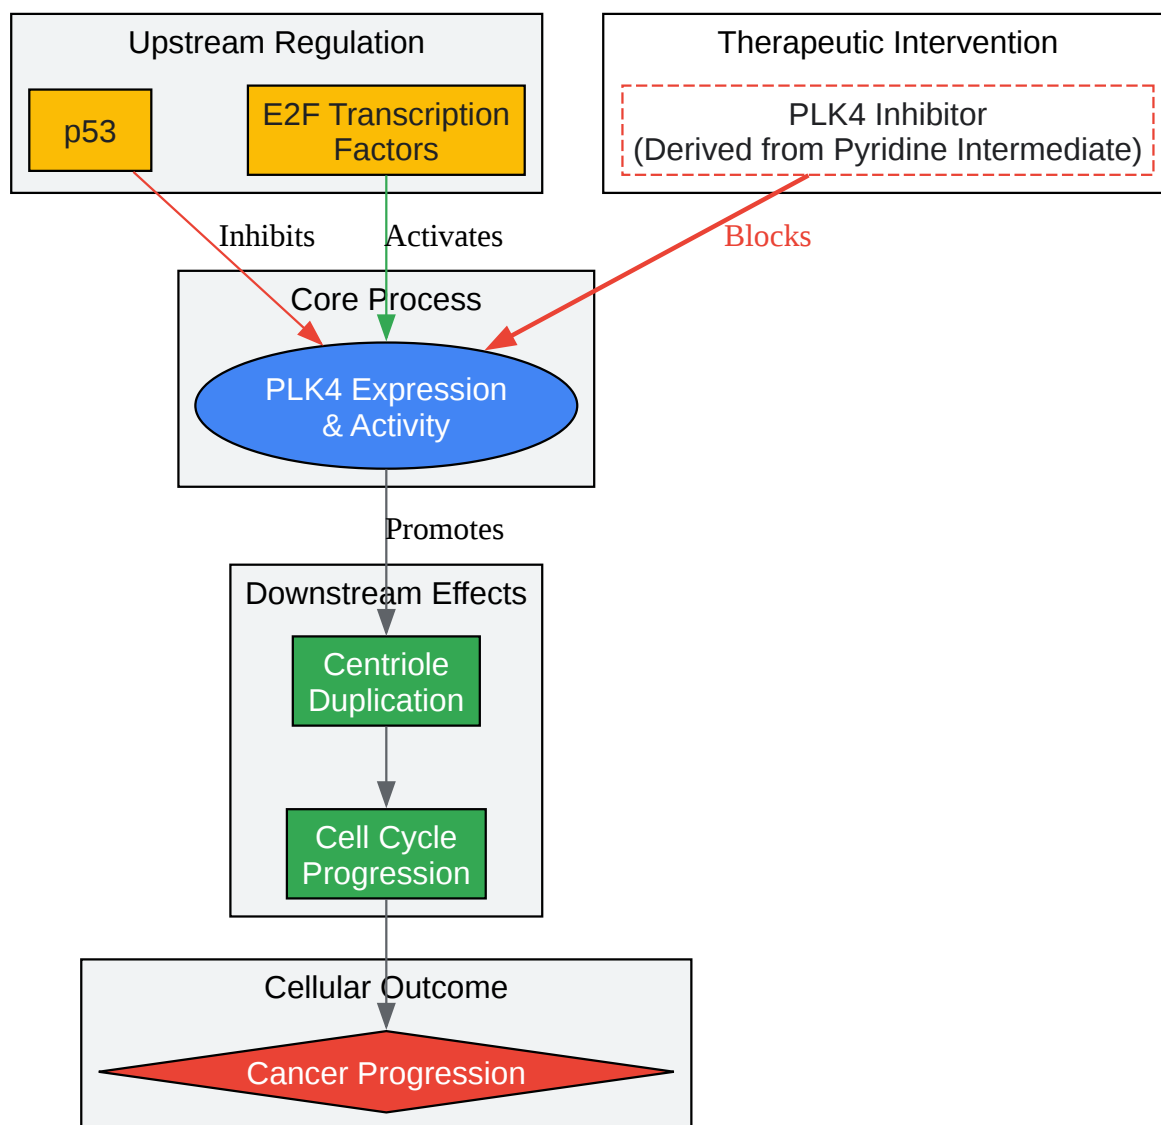 Upstream Regulation
Therapeutic Intervention
p53
E2F Transcription
Factors
PLK4 Inhibitor
(Derived from Pyridine Intermediate)
Inhibits
Activates
Blocks
Core Process
PLK4 Expression
& Activity
Promotes
Downstream Effects
Centriole
Duplication
Cell Cycle
Progression
Cellular Outcome
Cancer Progression